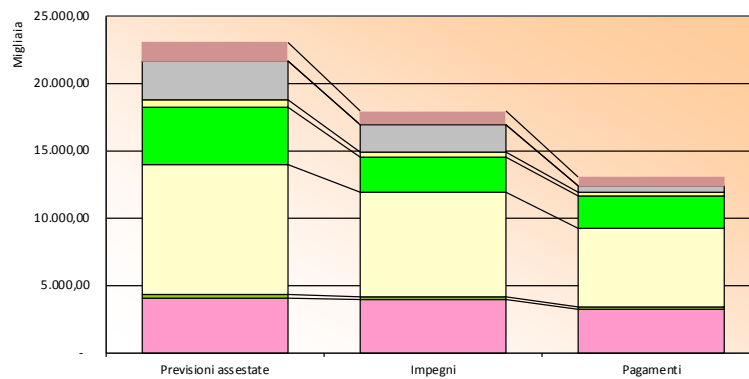 Migliaia
25.000,00
20.000,00
15.000,00
10.000,00
5.000,00
-
Previsioni assestate
Impegni
Pagamenti